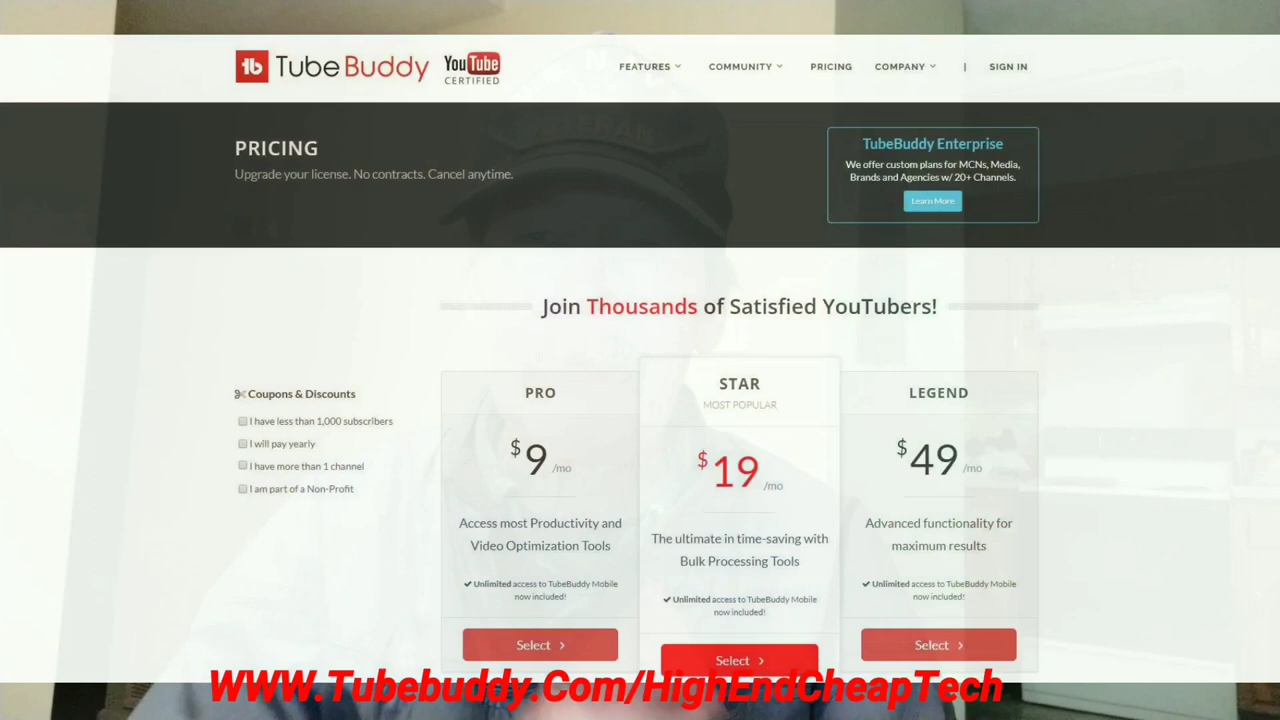 TubeBuddy YouTube CERTIFIED
FEATURES COMMUNITY PRICING COMPANY | SIGN IN
VETERAN
PRICING
Upgrade your license. No contracts. Cancel anytime.
TubeBuddy Enterprise
We offer custom plans for MCNs, Media,
Brands and Agencies w/ 20+ Channels.
Learn More
Join Thousands of Satisfied YouTubers!
Coupons & Discounts
I have less than 1,000 subscribers
I will pay yearly
I have more than 1 channel
I am part of a Non-Profit
PRO
$9/mo
Access most Productivity and
Video Optimization Tools
✔ Unlimited access to TubeBuddy Mobile
now included!
Select >
STAR
MOST POPULAR
$19/mo
The ultimate in time-saving with
Bulk Processing Tools
✔ Unlimited access to TubeBuddy Mobile
now included!
Select >
LEGEND
$49/mo
Advanced functionality for
maximum results
✔ Unlimited access to TubeBuddy Mobile
now included!
Select >
WWW.Tubebuddy.Com/HighEndCheapTech